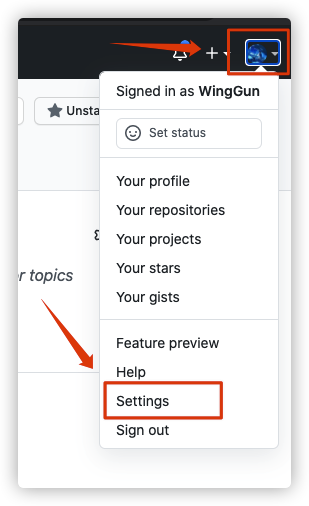 Signed in as WingGun
Unsta
Set status
Your profile
Your repositories
Your projects
Your stars
r topics
Your gists
Feature preview
Help
Settings
Sign out